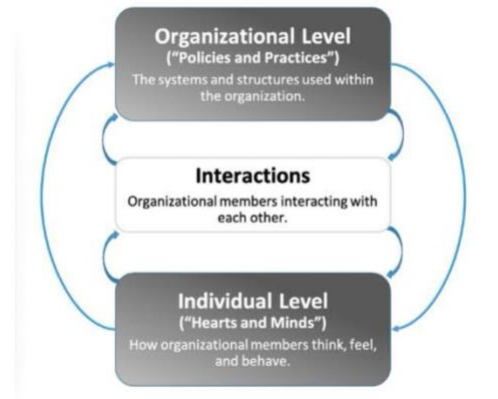 Organizational Level
("Policies and Practices")
The systems and structures used within
the organization.
Interactions
Organizational members interacting with
each other.
Individual Level
("Hearts and Minds")
How organizational members think, feel,
and behave.